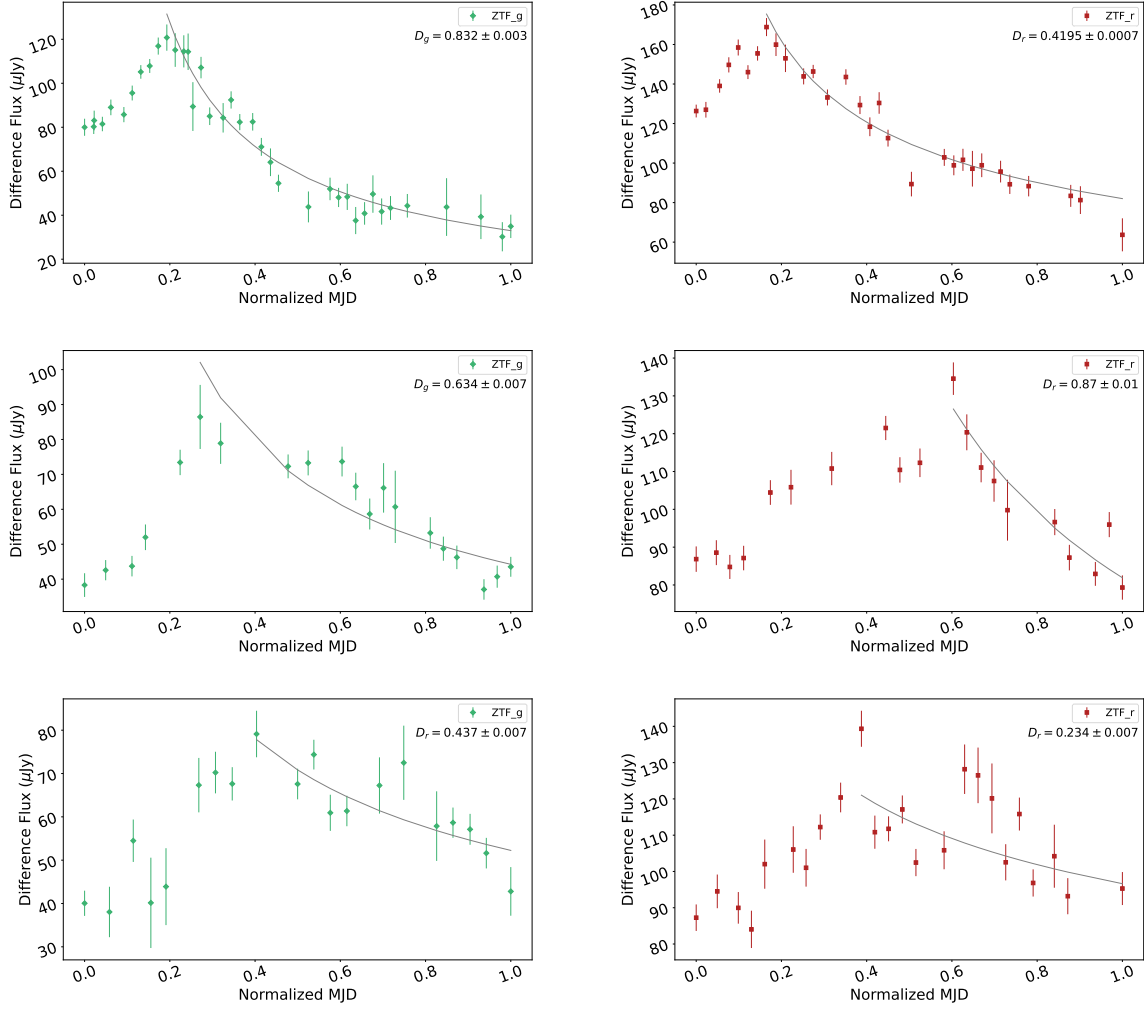 ZTF_g
D_g = 0.832 ± 0.003
Difference Flux (μJy)
120
100
80
60
40
20
0.0 0.2 0.4 0.6 0.8 1.0
Normalized MJD
ZTF_r
D_r = 0.4195 ± 0.0007
Difference Flux (μJy)
180
160
140
120
100
80
60
0.0 0.2 0.4 0.6 0.8 1.0
Normalized MJD
ZTF_g
D_g = 0.634 ± 0.007
Difference Flux (μJy)
100
90
80
70
60
50
40
0.0 0.2 0.4 0.6 0.8 1.0
Normalized MJD
ZTF_r
D_r = 0.87 ± 0.01
Difference Flux (μJy)
140
130
120
110
100
90
80
0.0 0.2 0.4 0.6 0.8 1.0
Normalized MJD
ZTF_g
D_r = 0.437 ± 0.007
Difference Flux (μJy)
80
70
60
50
40
30
0.0 0.2 0.4 0.6 0.8 1.0
Normalized MJD
ZTF_r
D_r = 0.234 ± 0.007
Difference Flux (μJy)
140
130
120
110
100
90
80
0.0 0.2 0.4 0.6 0.8 1.0
Normalized MJD